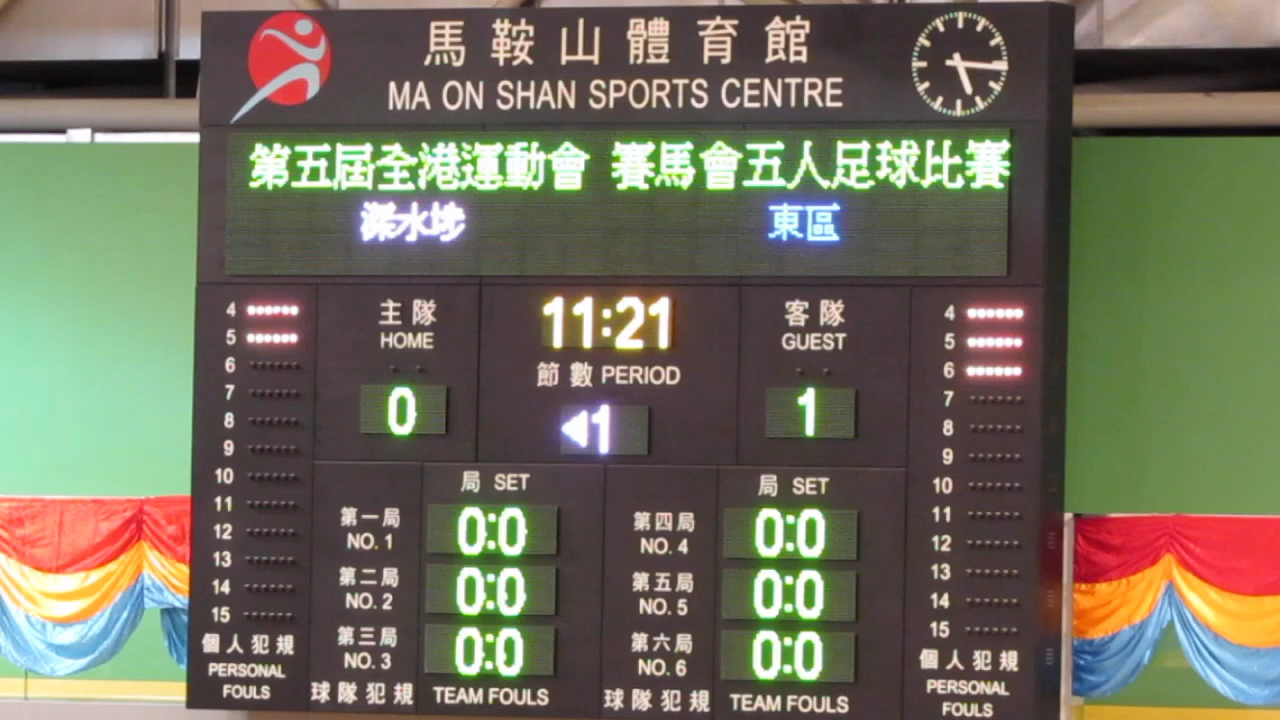 馬鞍山體育館
MA ON SHAN SPORTS CENTRE
第五屆全港運動會 賽馬會五人足球比賽
深水埗 東區
主隊
HOME
0
11:21
節數 PERIOD
◀1
客隊
GUEST
1
4
5
6
7
8
9
10
11
12
13
14
15
個人犯規
PERSONAL
FOULS
局 SET
第一局
NO. 1
0:0
第二局
NO. 2
0:0
第三局
NO. 3
0:0
球隊犯規 TEAM FOULS
局 SET
第四局
NO. 4
0:0
第五局
NO. 5
0:0
第六局
NO. 6
0:0
球隊犯規 TEAM FOULS
4
5
6
7
8
9
10
11
12
13
14
15
個人犯規
PERSONAL
FOULS